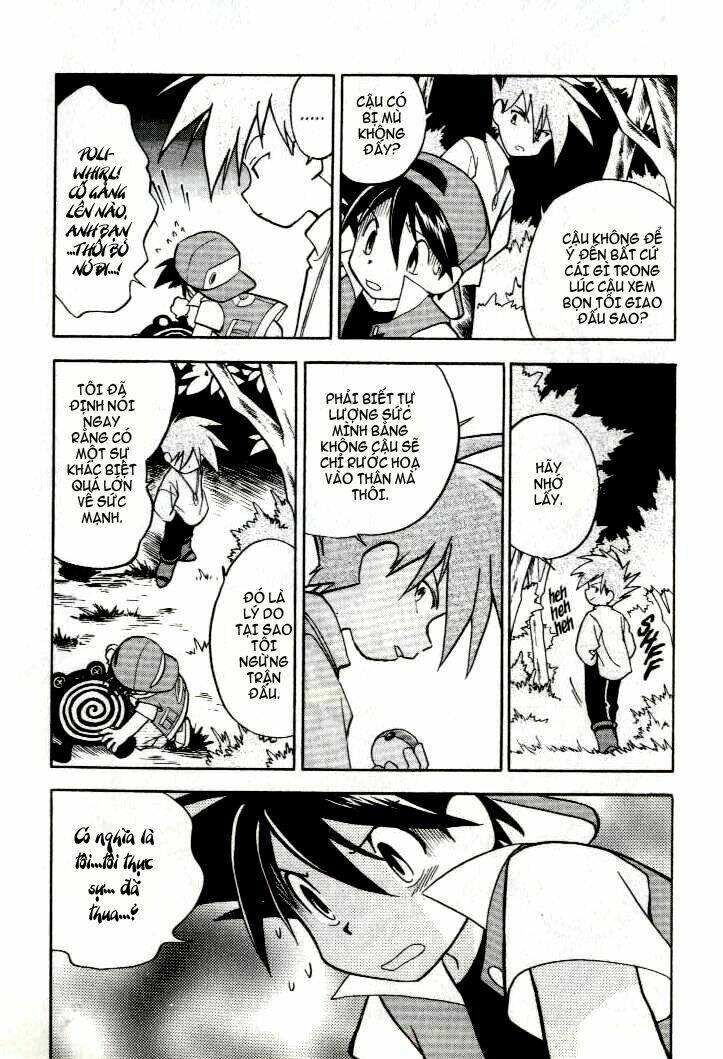 POLI-
WHIRL!
CỐ GẮNG
LÊN NÀO,
ANH BẠN
...THÔI BỎ
NÓ ĐI...!
.....
CẬU CÓ
BỊ MÙ
KHÔNG
ĐẤY?
CẬU KHÔNG ĐỂ
Ý ĐẾN BẤT CỨ
CÁI GÌ TRONG
LÚC CẬU XEM
BỌN TỐI GIAO
ĐẤU SAO?
TÔI ĐÃ
ĐỊNH NÓI
NGAY
RẰNG CÓ
MỘT SỰ
KHÁC BIỆT
QUÁ LỚN
VỀ SỨC
MẠNH.
ĐÓ LÀ
LÝ DO
TẠI SAO
TÔI
NGỪNG
TRẬN
ĐẤU.
PHẢI BIẾT TỰ
LƯỢNG SỨC
MÌNH BẰNG
KHÔNG CẬU SẼ
CHỈ RƯỚC HOẠ
VÀO THÂN MÀ
THÔI.
HÃY
NHỚ
LẤY.
heh
heh
heh
Có nghĩa là
tôi...tôi thực
sự... đã
thua...?